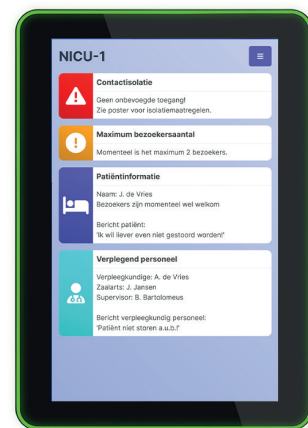 NICU-1
Contactisolatie
Geen onbevoegde toegang!
Zie poster voor isolatiemaatregelen.
Maximum bezoekersaantal
Momenteel is het maximum 2 bezoekers.
Patiëntinformatie
Naam: J. de Vries
Bezoekers zijn momenteel wel welkom
Bericht patiënt:
'Ik wil liever even niet gestoord worden!'
Verplegend personeel
Verpleegkundige: A. de Vries
Zaalarts: J. Jansen
Supervisor: B. Bartolomeus
Bericht verpleegkundig personeel:
'Patiënt niet storen a.u.b.!'